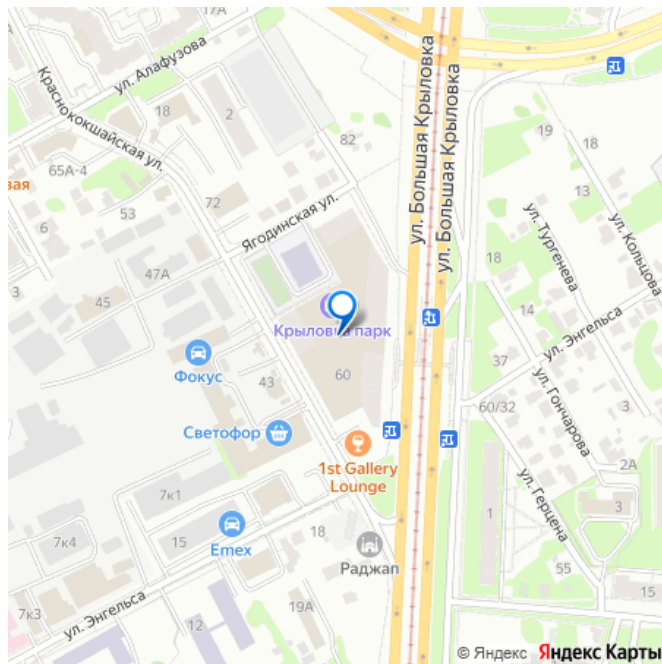 17А
ул. Алафузова
Краснококшайская ул.
18
2
82
65А-4
вая
6
53
72
Ягодинская ул.
3
45
47А
ул. Большая Крыловка
ул. Большая Крыловка
19
18
13
ул. Тургенева
ул. Кольцова
18
14
ул. Энгельса
37
ул. Гончарова
60/32
3
Фокус
43
60
Светофор
1st Gallery
Lounge
7к1
7к4
15
Emex
18
Раджап
1
ул. Герцена
2А
3
55
15
7к3
ул. Энгельса
12
19А
© Яндекс Яндекс Карты